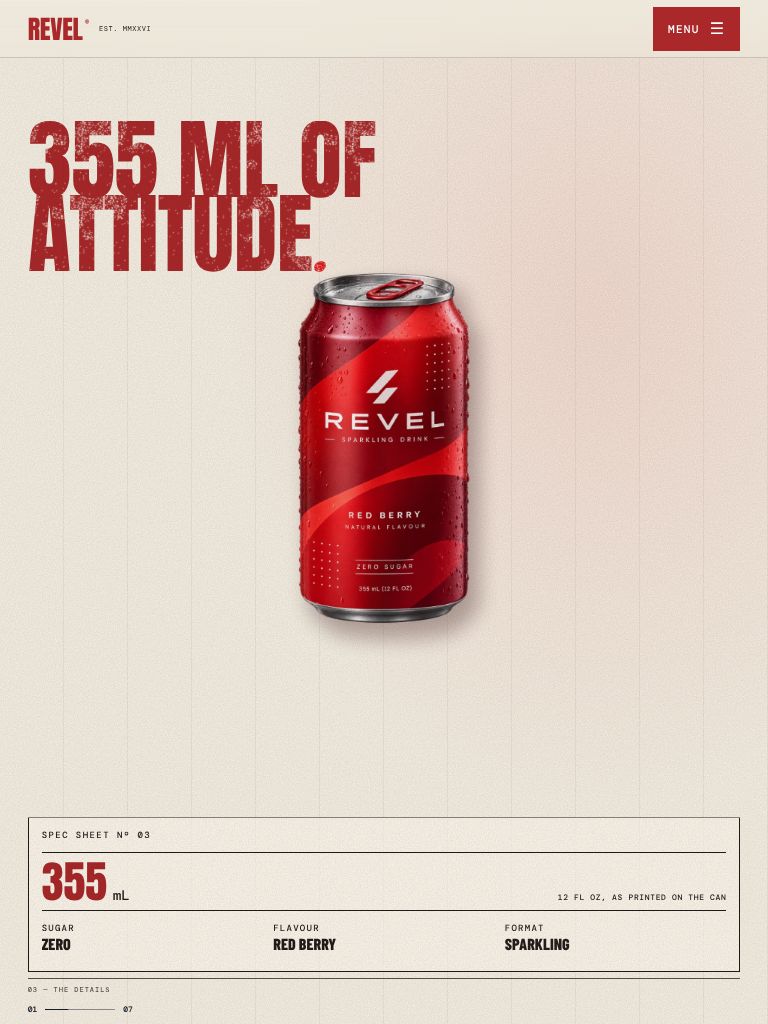 REVEL®
EST. MMXXVI
MENU
355 ML OF
ATTITUDE.
REVEL
SPARKLING DRINK
RED BERRY
NATURAL FLAVOUR
ZERO SUGAR
355 mL (12 FL OZ)
SPEC SHEET Nº 03
355 mL
12 FL OZ, AS PRINTED ON THE CAN
SUGAR
ZERO
FLAVOUR
RED BERRY
FORMAT
SPARKLING
03 — THE DETAILS
01
07